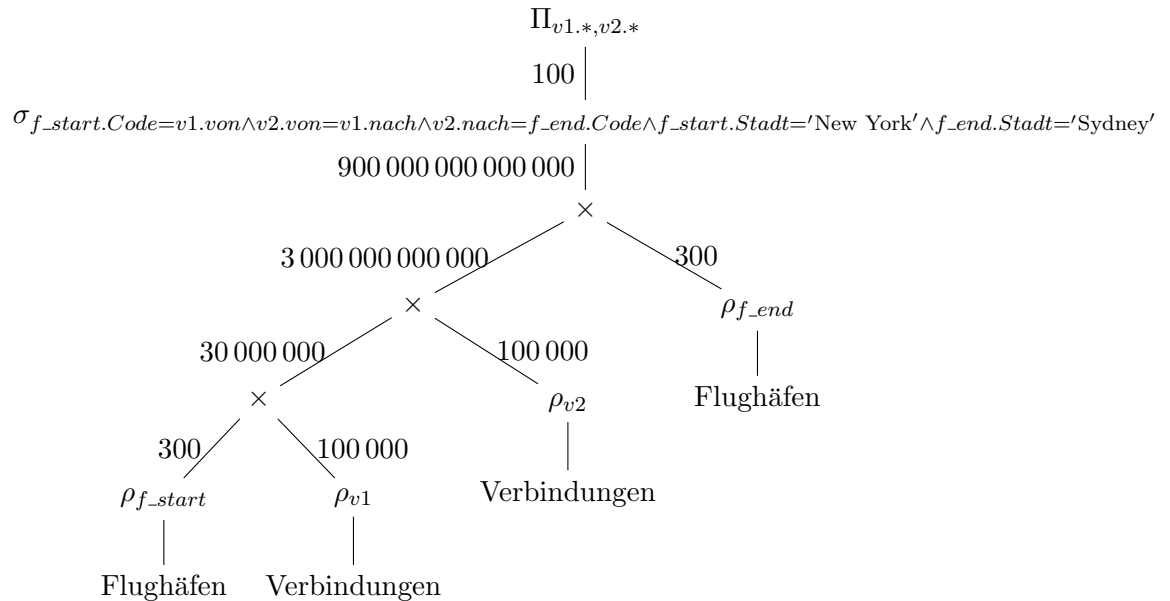 Π_{v1.*,v2.*}
100
σ_{f_start.Code=v1.von∧v2.von=v1.nach∧v2.nach=f_end.Code∧f_start.Stadt='New York'∧f_end.Stadt='Sydney'}
900 000 000 000 000
×
3 000 000 000 000 300
× ρ_{f_end}
30 000 000 100 000
× ρ_{v2} Flughäfen
300 100 000
ρ_{f_start} ρ_{v1} Verbindungen
Flughäfen Verbindungen